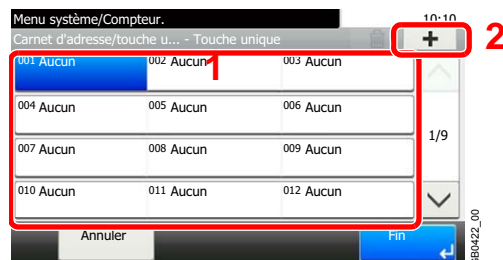 Menu système/Compteur. 10:10
Carnet d'adresse/touche u... - Touche unique + 2
001 Aucun 002 Aucun 1 003 Aucun
004 Aucun 005 Aucun 006 Aucun
1/9
007 Aucun 008 Aucun 009 Aucun
010 Aucun 011 Aucun 012 Aucun
Annuler Fin